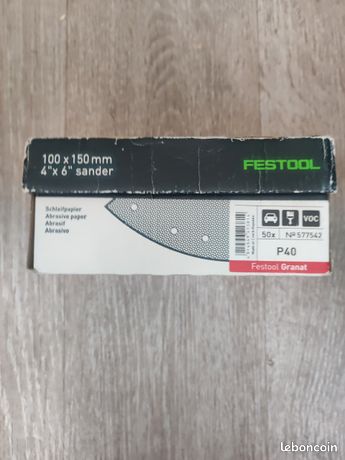 100 x 150 mm
4"x 6" sander
FESTOOL
Schleifpapier
Abrasive paper
Abrasif
Abrasivo
VOC
50x
Nº 577542
P40
Festool Granat
leboncoin